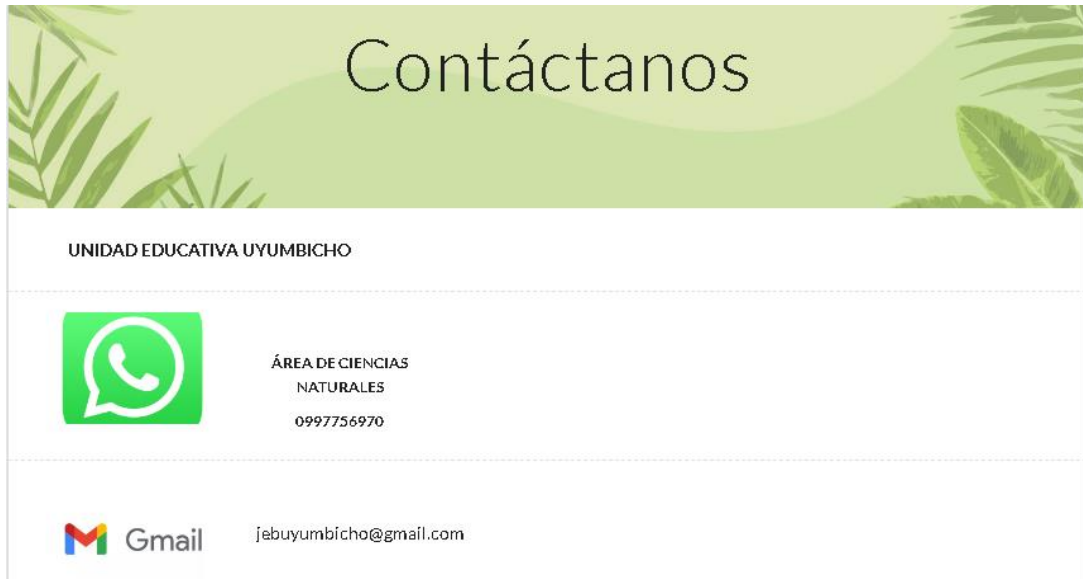 Contáctanos
UNIDAD EDUCATIVA UYUMBICHO
ÁREA DE CIENCIAS
NATURALES
0997756970
Gmail
jebuyumbicho@gmail.com